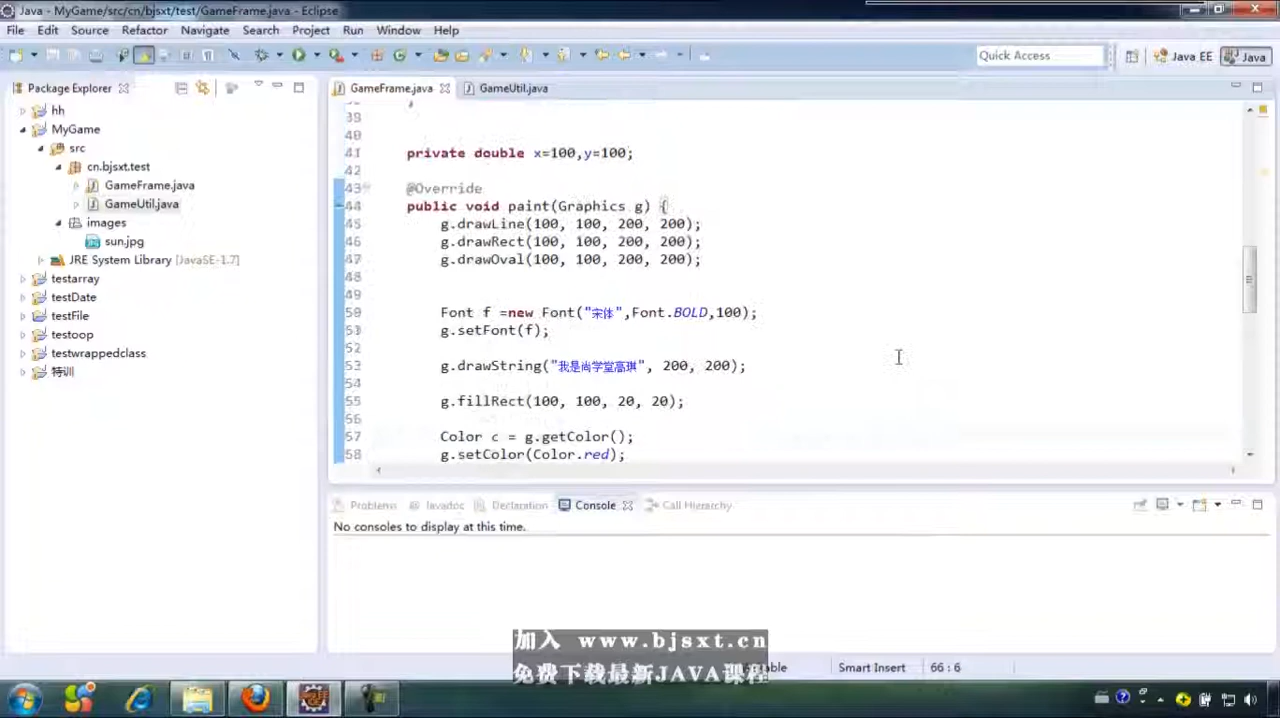 Java - MyGame/src/cn/bjsxt/test/GameFrame.java - Eclipse
File Edit Source Refactor Navigate Search Project Run Window Help
Quick Access Java EE Java
Package Explorer
hh
MyGame
src
cn.bjsxt.test
GameFrame.java
GameUtil.java
images
sun.jpg
JRE System Library [JavaSE-1.7]
testarray
testDate
testFile
testoop
testwrappedclass
特训
GameFrame.java GameUtil.java
39
40
41 private double x=100,y=100;
42
43 @Override
44 public void paint(Graphics g) {
45 g.drawLine(100, 100, 200, 200);
46 g.drawRect(100, 100, 200, 200);
47 g.drawOval(100, 100, 200, 200);
48
49
50 Font f =new Font("宋体",Font.BOLD,100);
51 g.setFont(f);
52
53 g.drawString("我是尚学堂高琪", 200, 200);
54
55 g.fillRect(100, 100, 20, 20);
56
57 Color c = g.getColor();
58 g.setColor(Color.red);
Problems Javadoc Declaration Console Call Hierarchy
No consoles to display at this time.
加入 www.bjsxt.cn
免费下载最新JAVA课程
Smart Insert 66 : 6